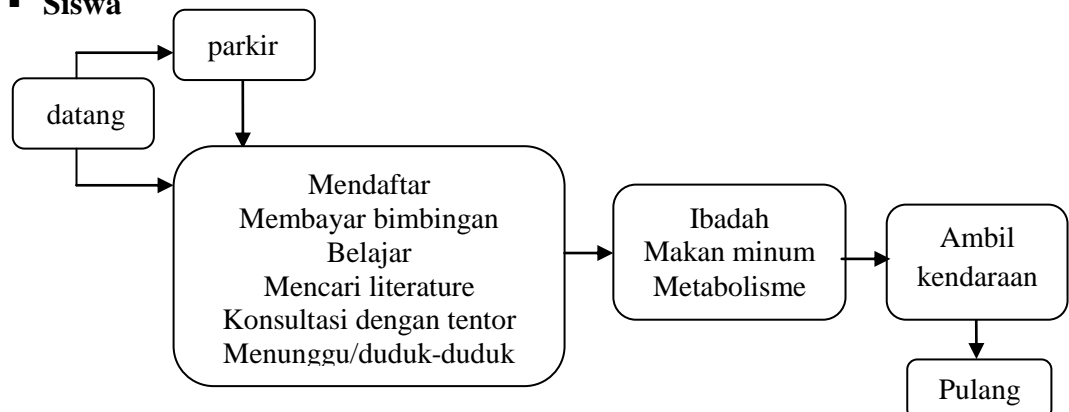 ▪ Siswa
parkir
datang
Mendaftar
Membayar bimbingan
Belajar
Mencari literature
Konsultasi dengan tentor
Menunggu/duduk-duduk
Ibadah
Makan minum
Metabolisme
Ambil
kendaraan
Pulang